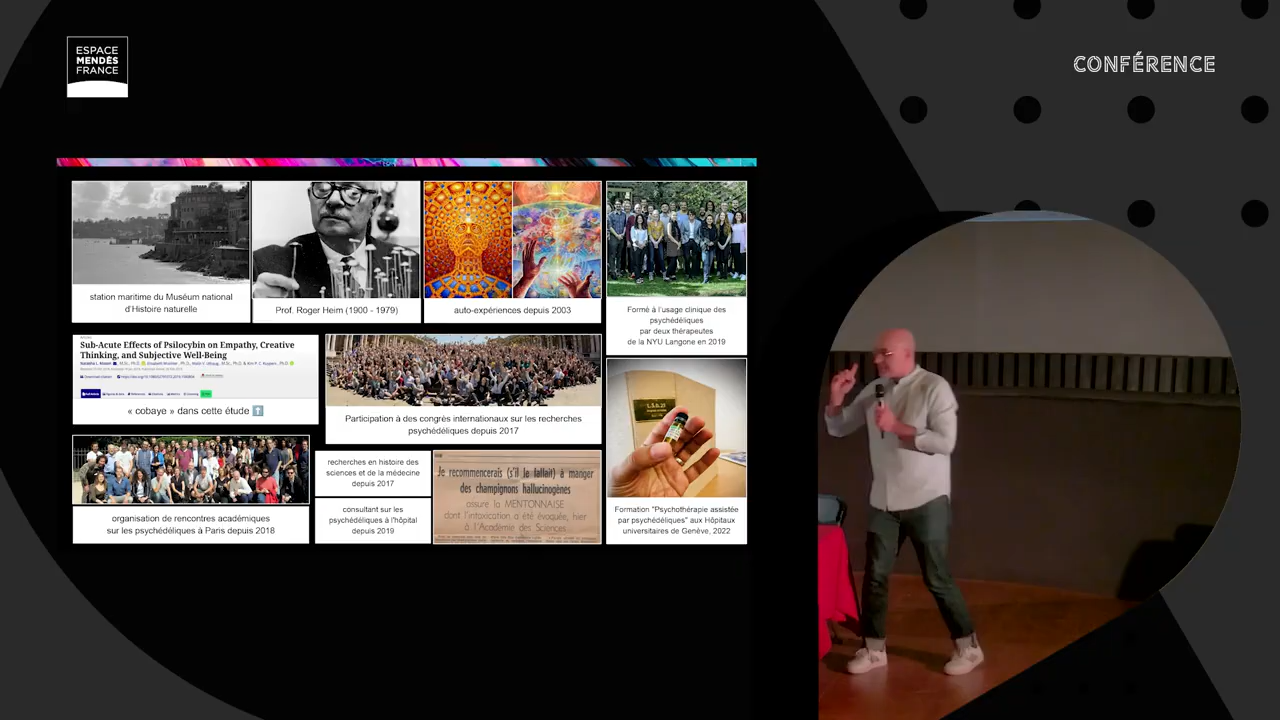 ESPACE
MENDÈS
FRANCE
CONFÉRENCE
station maritime du Muséum national
d'Histoire naturelle
Prof. Roger Heim (1900 - 1979)
auto-expériences depuis 2003
Formé à l'usage clinique des
psychédéliques
par deux thérapeutes
de la NYU Langone en 2019
Sub-Acute Effects of Psilocybin on Empathy, Creative
Thinking, and Subjective Well-Being
« cobaye » dans cette étude ⬆️
Participation à des congrès internationaux sur les recherches
psychédéliques depuis 2017
organisation de rencontres académiques
sur les psychédéliques à Paris depuis 2018
recherches en histoire des
sciences et de la médecine
depuis 2017
consultant sur les
psychédéliques à l'hôpital
depuis 2019
Je recommencerais (s'il le fallait) à manger
des champignons hallucinogènes
assure la MENTONNAISE
dont l'intoxication a été évoquée, hier
à l'Académie des Sciences
Formation "Psychothérapie assistée
par psychédéliques" aux Hôpitaux
universitaires de Genève, 2022